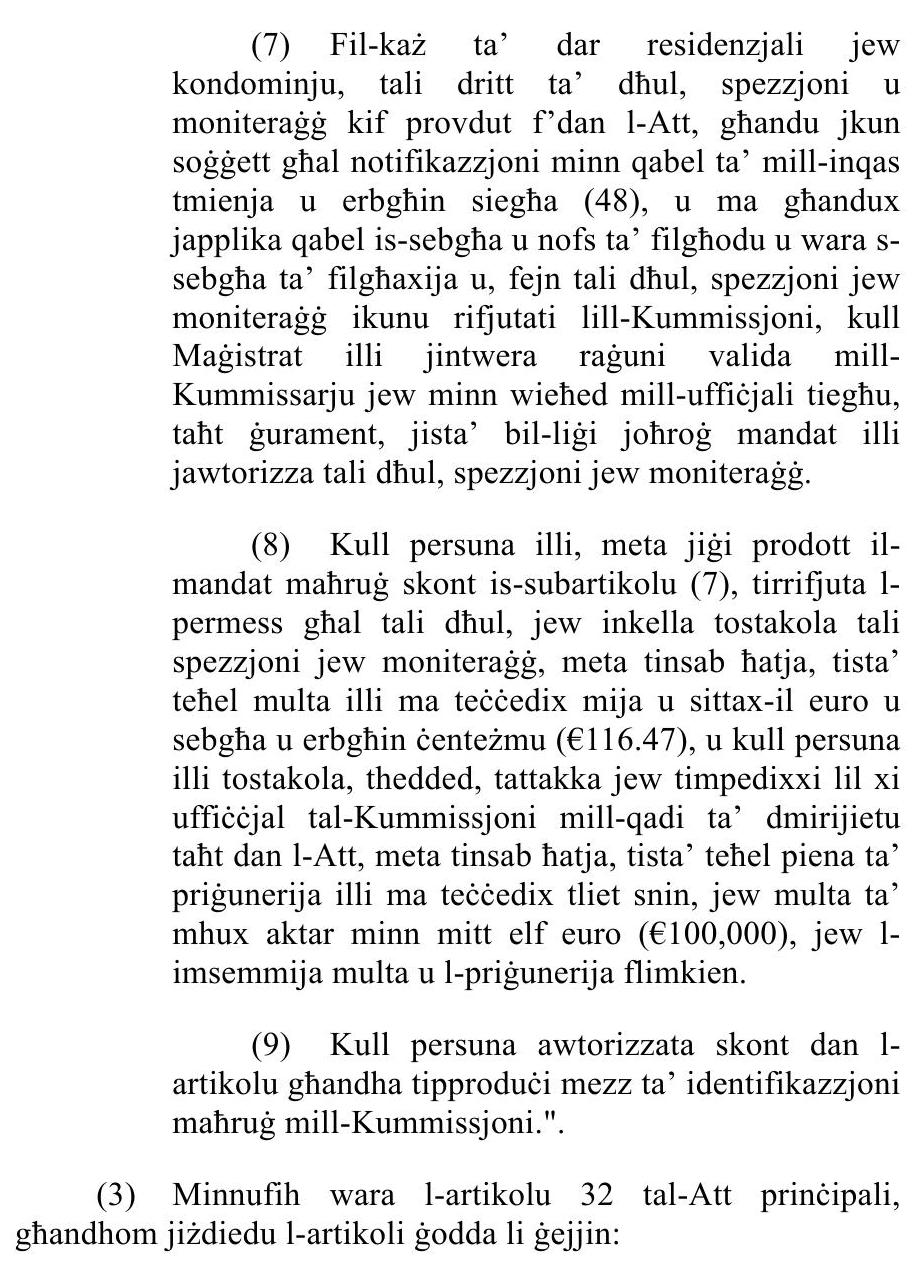 (7) Fil-każ ta’ dar residenzjali jew
kondominju, tali dritt ta’ dħul, spezzjoni u
moniteraġġ kif provdut f’dan l-Att, għandu jkun
soġġett għal notifikazzjoni minn qabel ta’ mill-inqas
tmienja u erbgħin siegħa (48), u ma għandux
japplika qabel is-sebgħa u nofs ta’ filgħodu u wara s-
sebgħa ta’ filgħaxija u, fejn tali dħul, spezzjoni jew
moniteraġġ ikunu rifjutati lill-Kummissjoni, kull
Maġistrat illi jintwera raġuni valida mill-
Kummissarju jew minn wieħed mill-uffiċjali tiegħu,
taħt ġurament, jista’ bil-liġi joħroġ mandat illi
jawtorizza tali dħul, spezzjoni jew moniteraġġ.
(8) Kull persuna illi, meta jiġi prodott il-
mandat maħruġ skont is-subartikolu (7), tirrifjuta l-
permess għal tali dħul, jew inkella tostakola tali
spezzjoni jew moniteraġġ, meta tinsab ħatja, tista’
teħel multa illi ma teċċedix mija u sittax-il euro u
sebgħa u erbgħin ċenteżmu (€116.47), u kull persuna
illi tostakola, thedded, tattakka jew timpedixxi lil xi
uffiċċjal tal-Kummissjoni mill-qadi ta’ dmirijietu
taħt dan l-Att, meta tinsab ħatja, tista’ teħel piena ta’
priġunerija illi ma teċċedix tliet snin, jew multa ta’
mhux aktar minn mitt elf euro (€100,000), jew l-
imsemmija multa u l-priġunerija flimkien.
(9) Kull persuna awtorizzata skont dan l-
artikolu għandha tipproduċi mezz ta’ identifikazzjoni
maħruġ mill-Kummissjoni.".
(3) Minnufih wara l-artikolu 32 tal-Att prinċipali,
għandhom jiżdiedu l-artikoli ġodda li ġejjin: